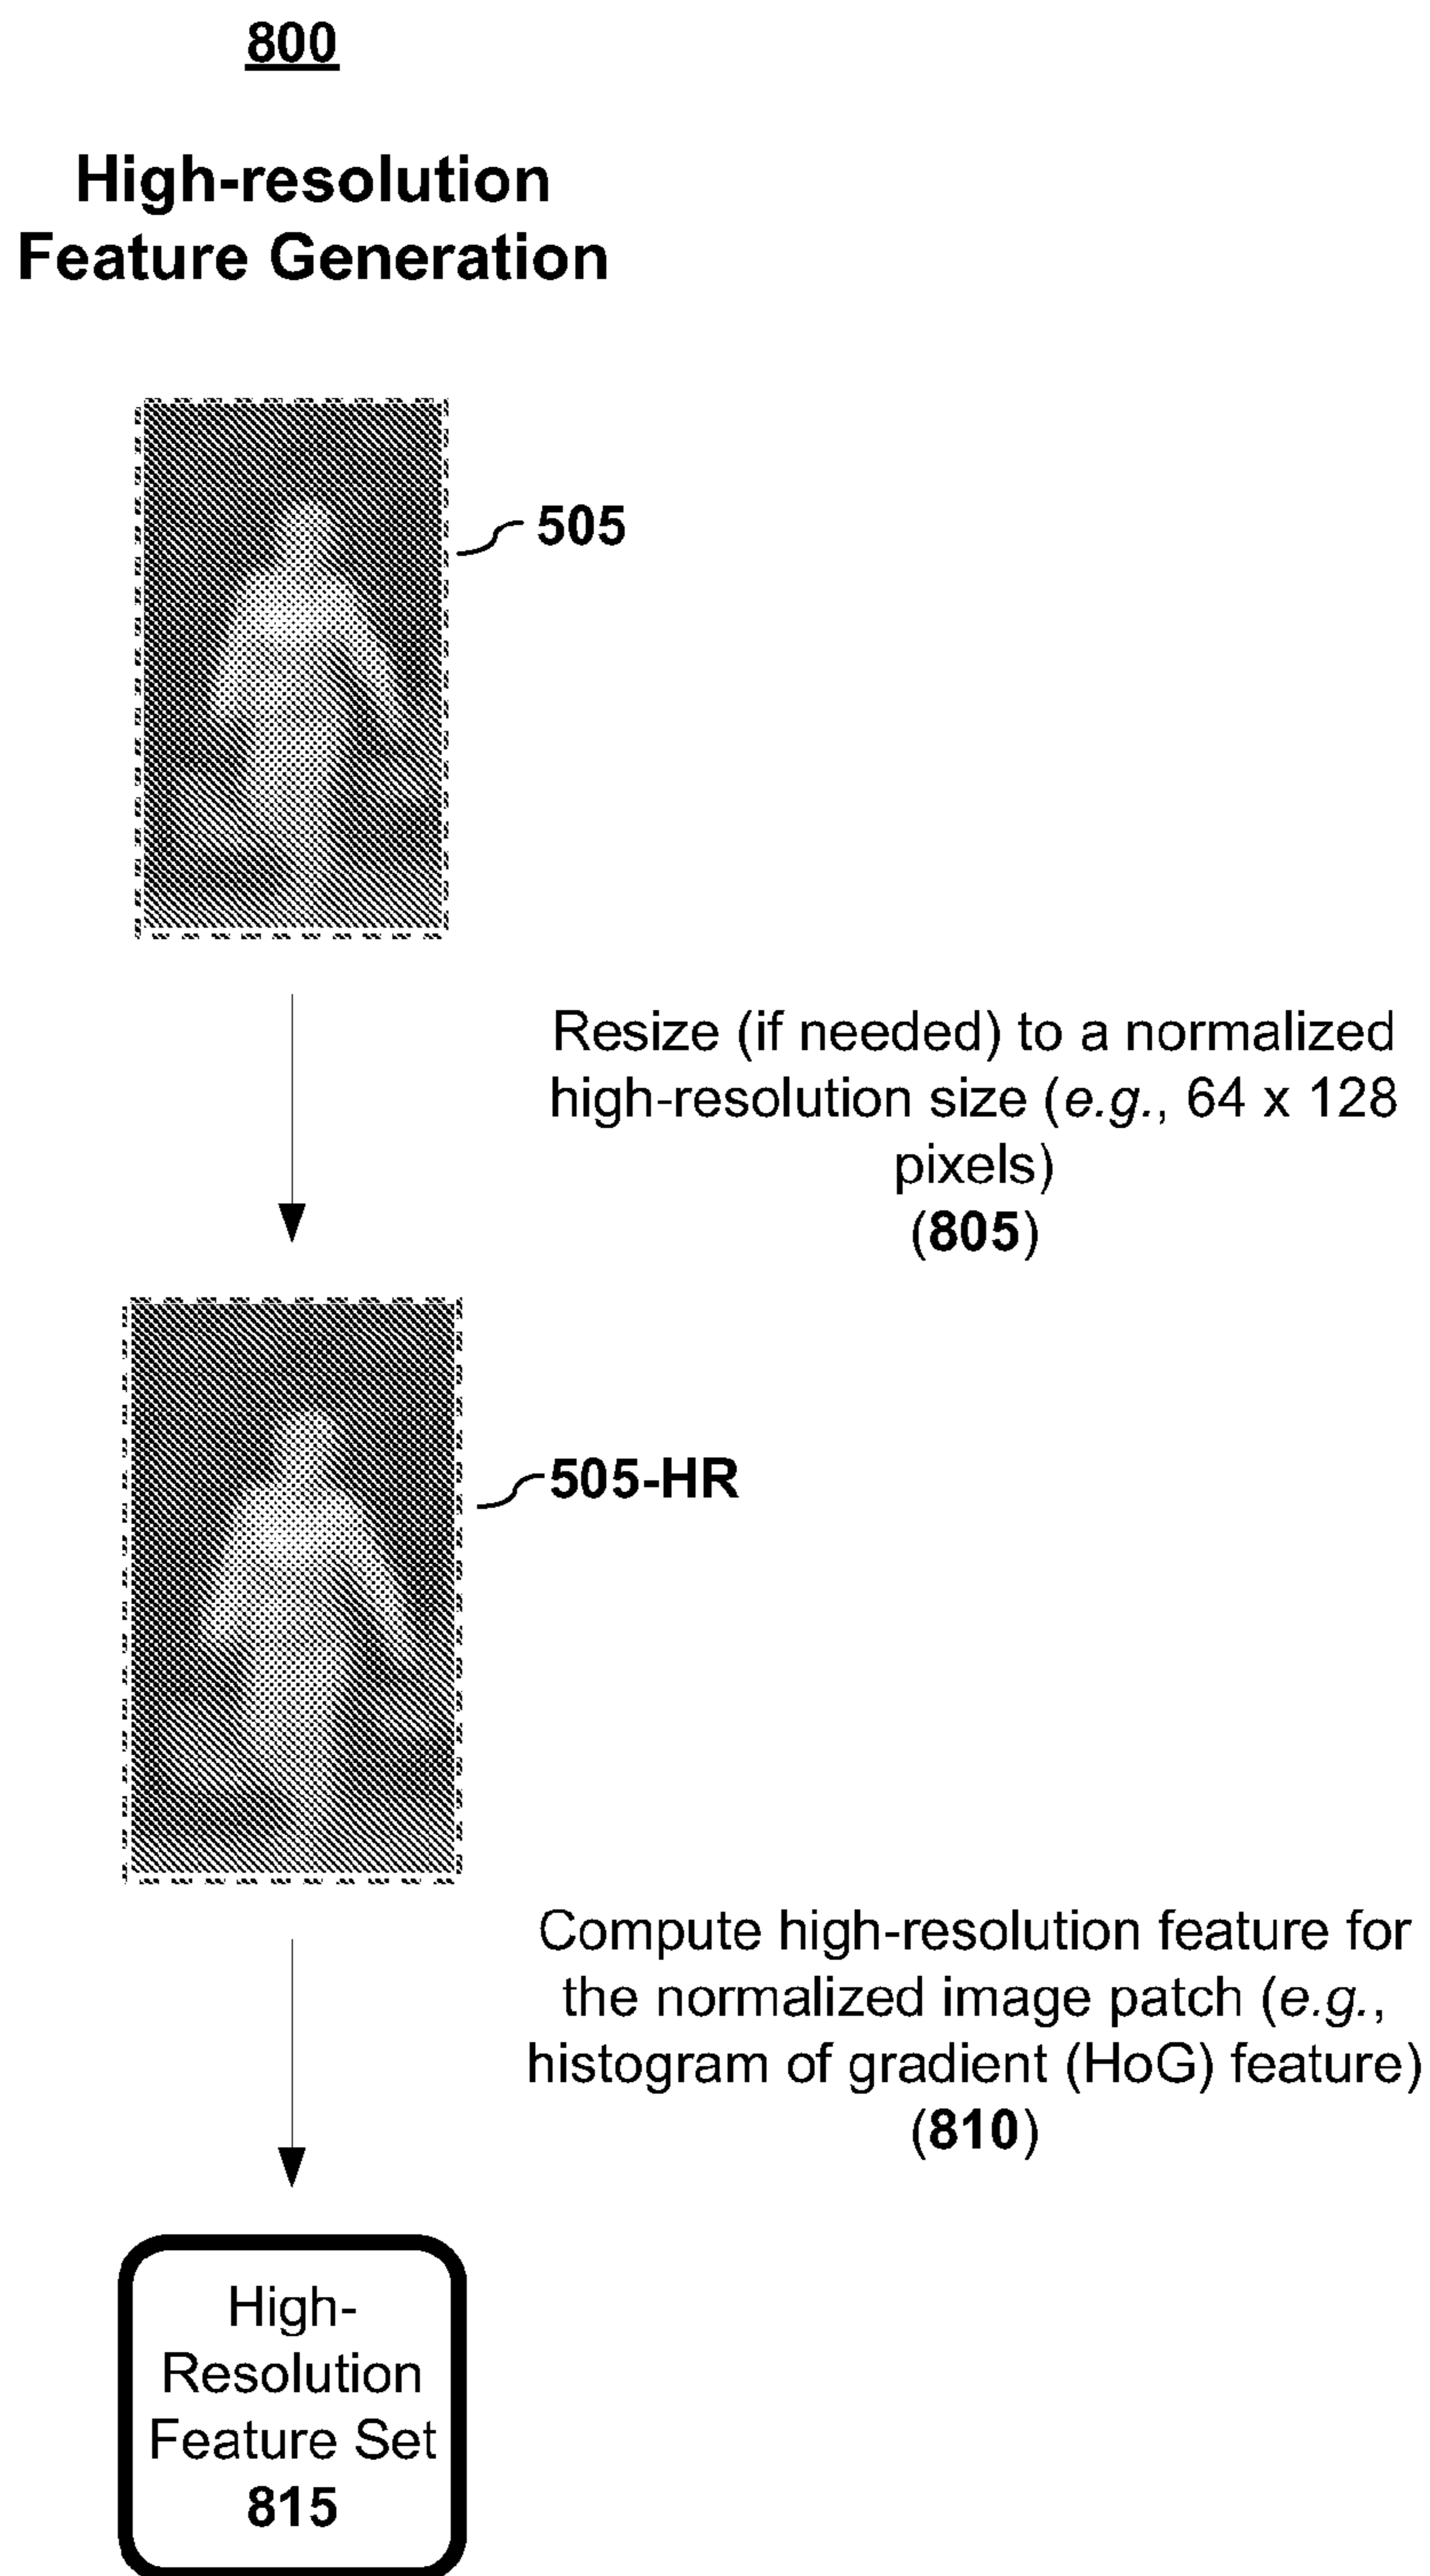 800
High-resolution
Feature Generation
505
Resize (if needed) to a normalized
high-resolution size (e.g., 64 x 128
pixels)
(805)
505-HR
Compute high-resolution feature for
the normalized image patch (e.g.,
histogram of gradient (HoG) feature)
(810)
High-
Resolution
Feature Set
815